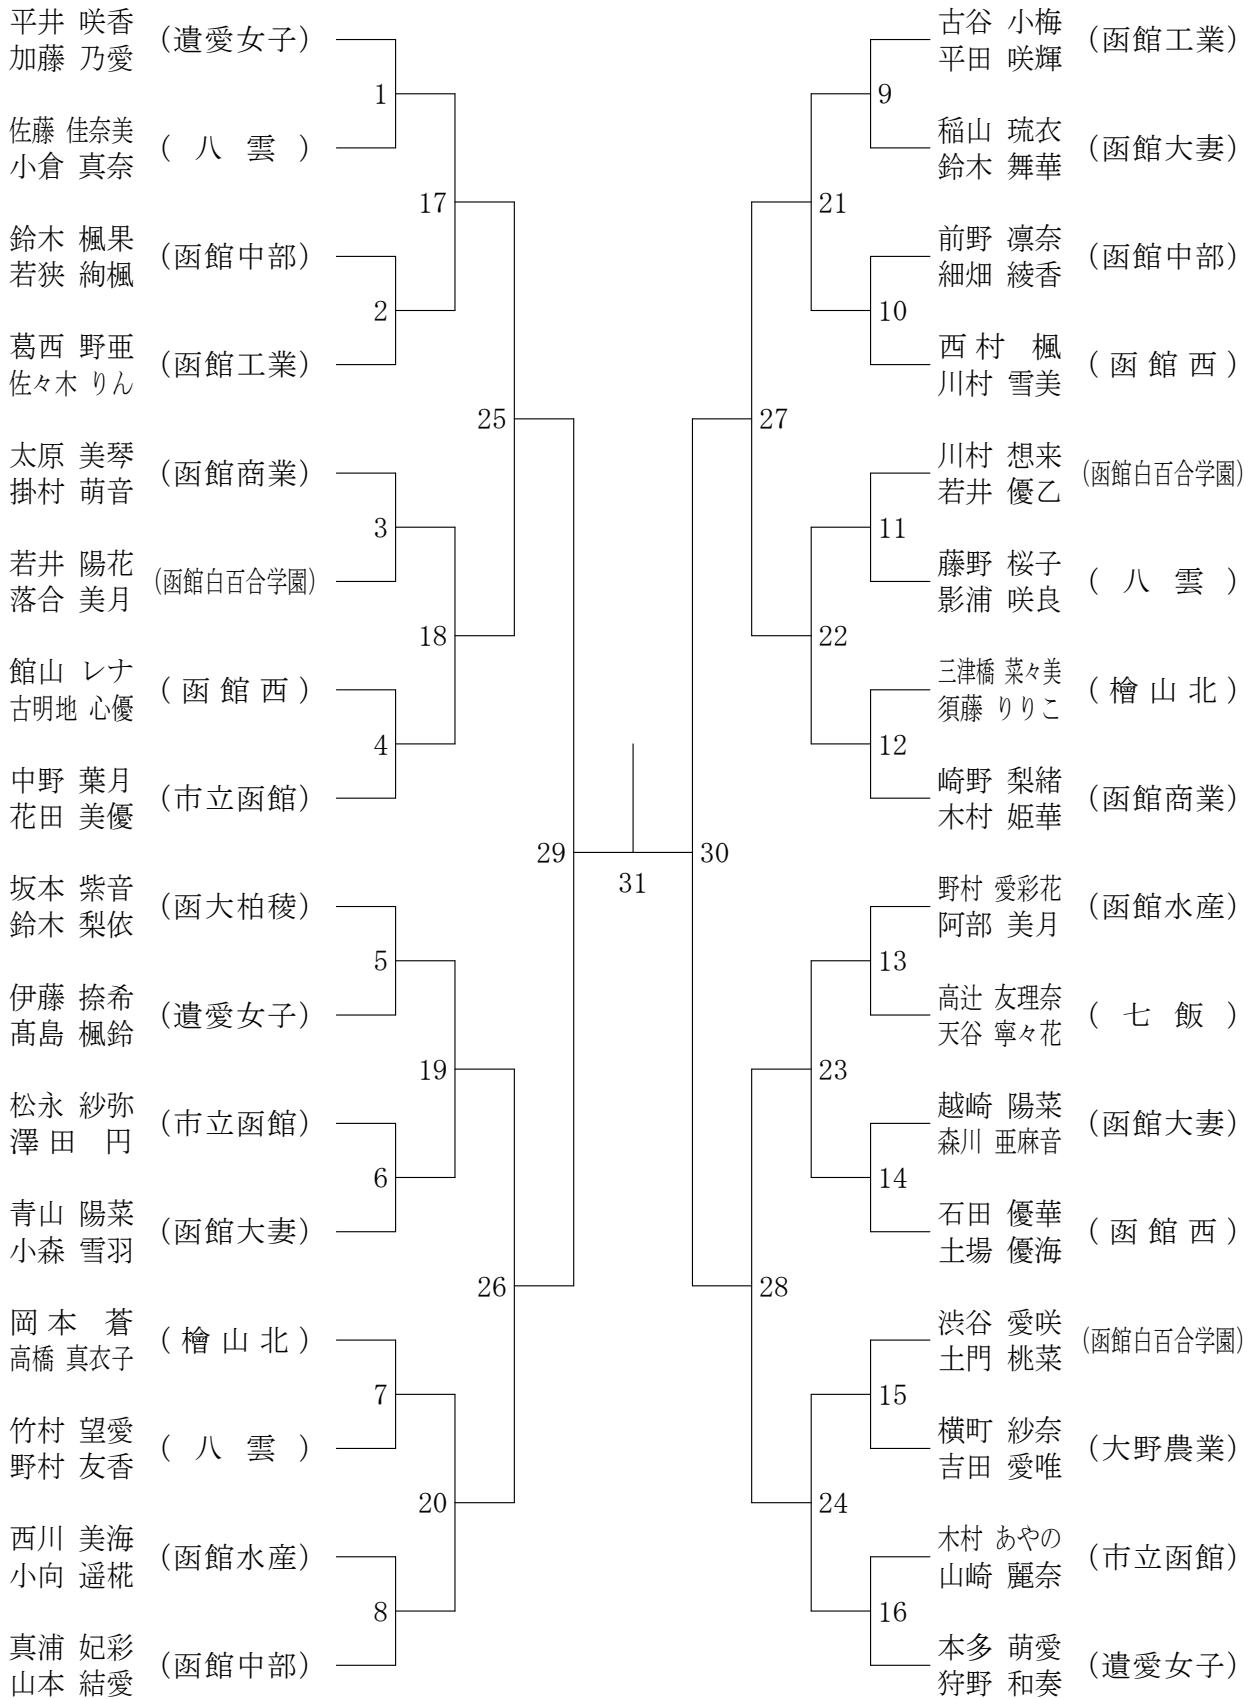 平井 咲香
加藤 乃愛
(遺愛女子)
1
佐藤 佳奈美
小倉 真奈
(八雲)
17
鈴木 楓果
若狭 絢楓
(函館中部)
2
葛西 野亜
佐々木 りん
(函館工業)
25
太原 美琴
掛村 萌音
(函館商業)
3
若井 陽花
落合 美月
(函館白百合学園)
18
館山 レナ
古明地 心優
(函館西)
4
中野 葉月
花田 美優
(市立函館)
29
坂本 紫音
鈴木 梨依
(函大柏稜)
5
伊藤 捺希
髙島 楓鈴
(遺愛女子)
19
松永 紗弥
澤田 円
(市立函館)
6
青山 陽菜
小森 雪羽
(函館大妻)
26
岡本 蒼
高橋 真衣子
(檜山北)
7
竹村 望愛
野村 友香
(八雲)
20
西川 美海
小向 遥椛
(函館水産)
8
真浦 妃彩
山本 結愛
(函館中部)
31
古谷 小梅
平田 咲輝
(函館工業)
9
稲山 琉衣
鈴木 舞華
(函館大妻)
21
前野 凛奈
細畑 綾香
(函館中部)
10
西村 楓
川村 雪美
(函館西)
27
川村 想来
若井 優乙
(函館白百合学園)
11
藤野 桜子
影浦 咲良
(八雲)
22
三津橋 菜々美
須藤 りりこ
(檜山北)
12
崎野 梨緒
木村 姫華
(函館商業)
30
野村 愛彩花
阿部 美月
(函館水産)
13
高辻 友理奈
天谷 寧々花
(七飯)
23
越崎 陽菜
森川 亜麻音
(函館大妻)
14
石田 優華
土場 優海
(函館西)
28
渋谷 愛咲
土門 桃菜
(函館白百合学園)
15
横町 紗奈
吉田 愛唯
(大野農業)
24
木村 あやの
山崎 麗奈
(市立函館)
16
本多 萌愛
狩野 和奏
(遺愛女子)